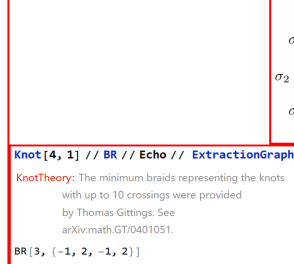 σ
σ₂
σ
Knot[4, 1] // BR // Echo // ExtractionGraph
KnotTheory: The minimum braids representing the knots
with up to 10 crossings were provided
by Thomas Gittings. See
arXiv:math.GT/0401051.
BR[3, {-1, 2, -1, 2}]